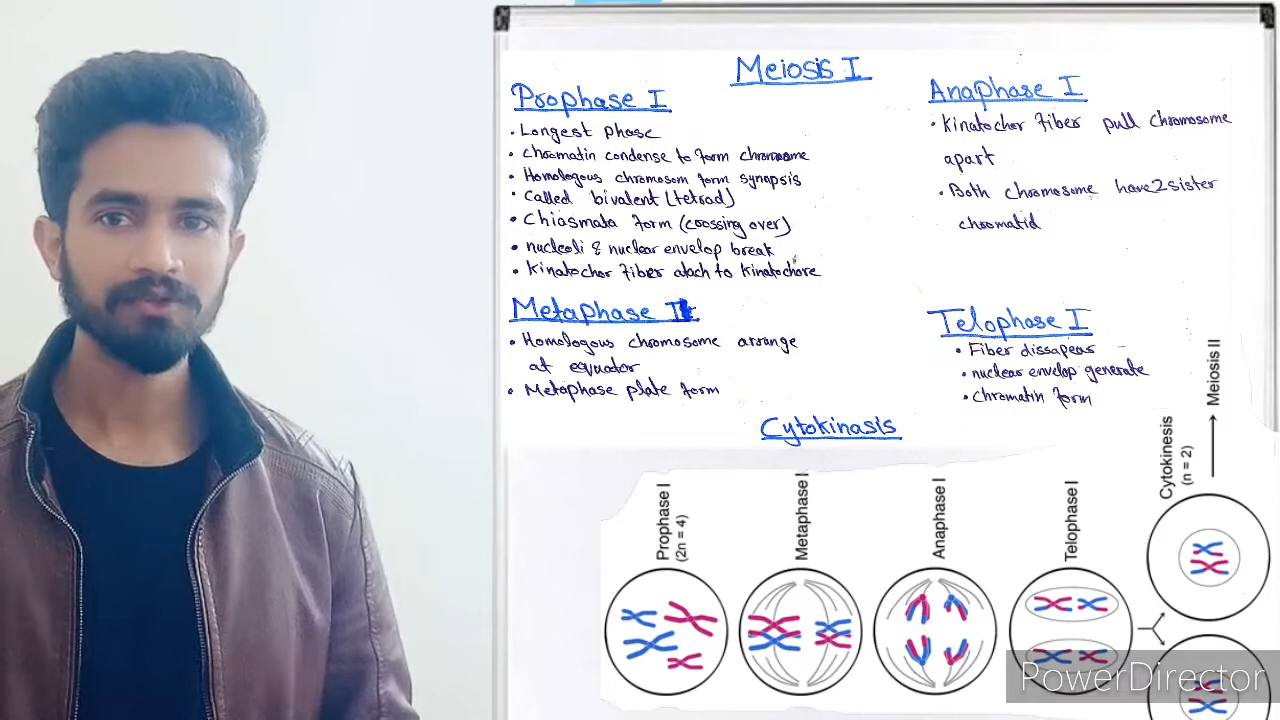 Meiosis I
Prophase I
• Longest phase
• chromatin condense to form chromosome
• Homologous chromosom form synopsis
• called bivalent (tetrad)
• Chiasmata form (crossing over)
• nucleoli & nuclear envelop break
• Kinatochor fiber atach to Kinatochore
Metaphase I
• Homologous chromosome arrange
at equator
• Metaphase plate form
Anaphase I
• Kinatochor fiber pull chromosome
apart
• Both chromosome have 2 sister
chromatid
Telophase I
• Fiber dissapear
• nuclear envelop generate
• chromatin form
Cytokinasis
Prophase I
(2n = 4)
Metaphase I
Anaphase I
Telophase I
Cytokinesis
(n = 2)
Meiosis II
PowerDirector